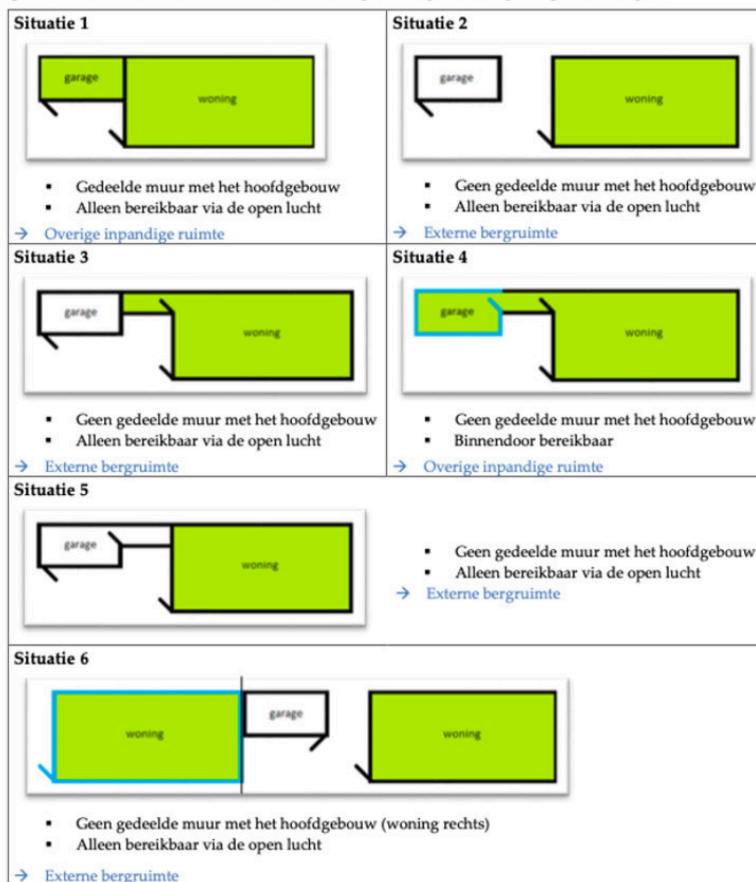 Situatie 1
garage
woning
▪ Gedeelde muur met het hoofdgebouw
▪ Alleen bereikbaar via de open lucht
→ Overige inpandige ruimte
Situatie 2
garage
woning
▪ Geen gedeelde muur met het hoofdgebouw
▪ Alleen bereikbaar via de open lucht
→ Externe bergruimte
Situatie 3
garage
woning
▪ Geen gedeelde muur met het hoofdgebouw
▪ Alleen bereikbaar via de open lucht
→ Externe bergruimte
Situatie 4
garage
woning
▪ Geen gedeelde muur met het hoofdgebouw
▪ Binnendoor bereikbaar
→ Overige inpandige ruimte
Situatie 5
garage
woning
▪ Geen gedeelde muur met het hoofdgebouw
▪ Alleen bereikbaar via de open lucht
→ Externe bergruimte
Situatie 6
woning
garage
woning
▪ Geen gedeelde muur met het hoofdgebouw (woning rechts)
▪ Alleen bereikbaar via de open lucht
→ Externe bergruimte